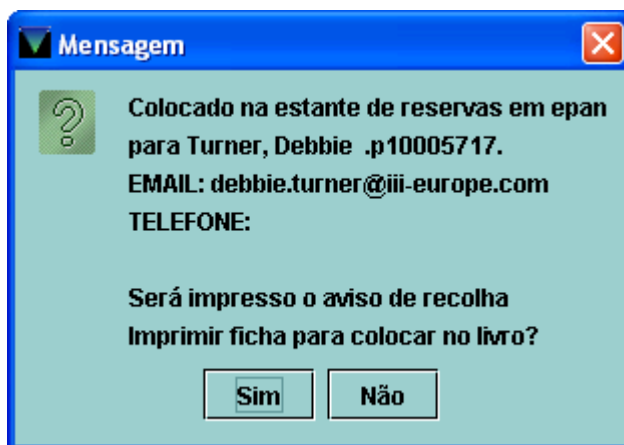 Mensagem
Colocado na estante de reservas em epan
para Turner, Debbie .p10005717.
EMAIL: debbie.turner@iii-europe.com
TELEFONE:
Será impresso o aviso de recolha
Imprimir ficha para colocar no livro?
Sim Não